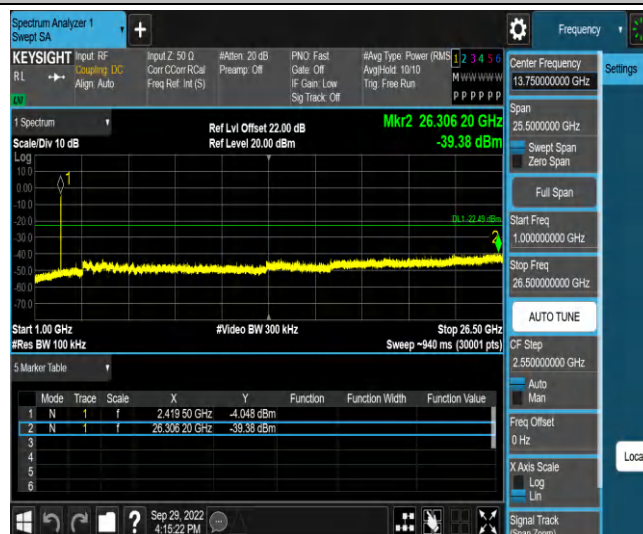 Spectrum Analyzer 1
Swept SA
+
Frequency
KEYSIGHT Input: RF Input Z: 50 Ω #Atten: 20 dB PNO: Fast #Avg Type: Power (RMS) 1 2 3 4 5 6
RL Coupling: DC Corr CCorr RCal Preamp: Off Gate: Off Avg|Hold: 10/10 M W W W W W
Align: Auto Freq Ref: Int (S) IF Gain: Low Trig: Free Run
Sig Track: Off P P P P P P
LXI
1 Spectrum
Ref Lvl Offset 22.00 dB Mkr2 26.306 20 GHz
Scale/Div 10 dB Ref Level 20.00 dBm -39.38 dBm
Log
10.0
0.00
-10.0
-20.0
-30.0
-40.0
-50.0
-60.0
-70.0
1
DL1 -22.49 dBm
2
Start 1.00 GHz #Video BW 300 kHz Stop 26.50 GHz
#Res BW 100 kHz Sweep ~940 ms (30001 pts)
5 Marker Table
Mode Trace Scale X Y Function Function Width Function Value
1 N 1 f 2.419 50 GHz -4.048 dBm
2 N 1 f 26.306 20 GHz -39.38 dBm
3
4
5
6
?
Sep 29, 2022
4:15:22 PM
Center Frequency
13.750000000 GHz
Settings
Span
25.5000000 GHz
Swept Span
Zero Span
Full Span
Start Freq
1.000000000 GHz
Stop Freq
26.500000000 GHz
AUTO TUNE
CF Step
2.550000000 GHz
Auto
Man
Freq Offset
0 Hz
X Axis Scale
Log
Lin
Signal Track
(Span Zoom)
Loca